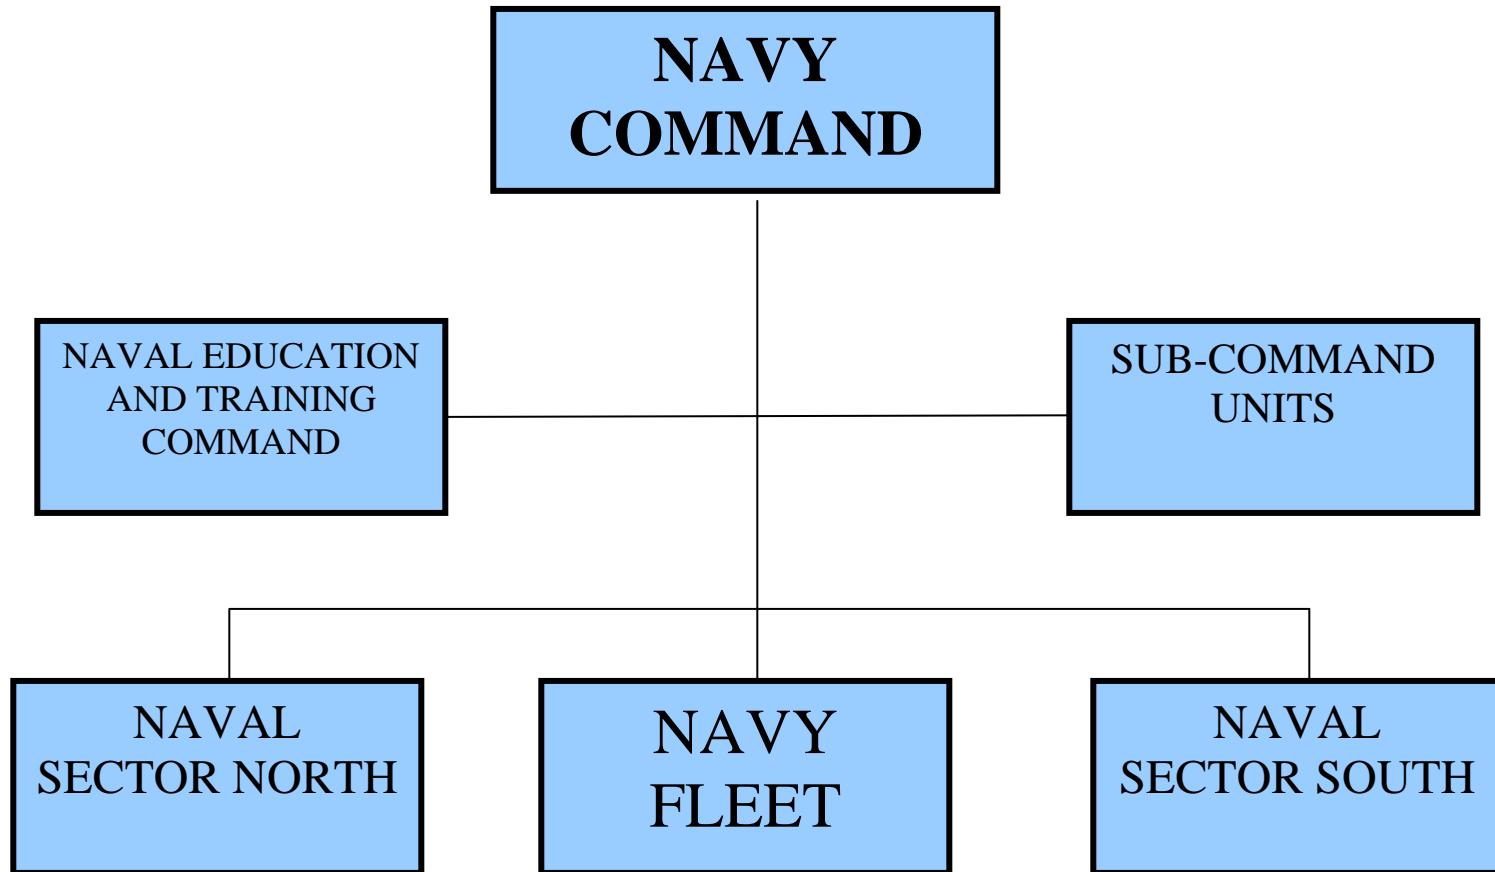 NAVY
COMMAND
NAVAL EDUCATION
AND TRAINING
COMMAND
SUB-COMMAND
UNITS
NAVAL
SECTOR NORTH
NAVY
FLEET
NAVAL
SECTOR SOUTH